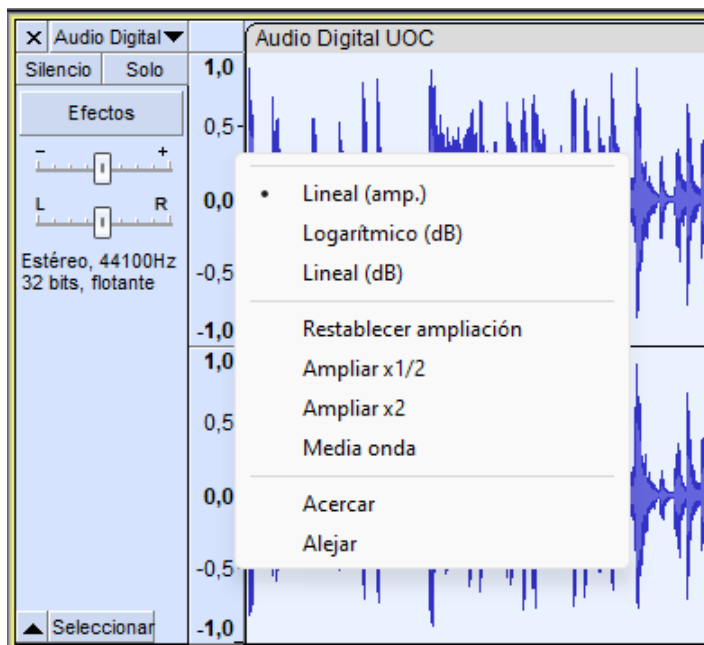 × Audio Digital▼
Audio Digital UOC
Silencio Solo
Efectos
- +
L R
Estéreo, 44100Hz
32 bits, flotante
▲ Seleccionar
1,0
0,5
0,0
-0,5
-1,0
1,0
0,5
0,0
-0,5
-1,0
• Lineal (amp.)
Logarítmico (dB)
Lineal (dB)
Restablecer ampliación
Ampliar x1/2
Ampliar x2
Media onda
Acercar
Alejar